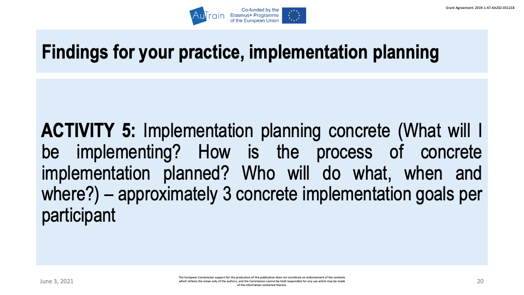 Grant Agreement: 2019-1-AT-KA202-051218
AuTrain
Co-funded by the
Erasmus+ Programme
of the European Union
Findings for your practice, implementation planning
ACTIVITY 5: Implementation planning concrete (What will I
be implementing? How is the process of concrete
implementation planned? Who will do what, when and
where?) – approximately 3 concrete implementation goals per
participant
June 3, 2021
The European Commission support for the production of this publication does not constitute an endorsement of the contents
which reflects the views only of the authors, and the Commission cannot be held responsible for any use which may be made
of the information contained therein.
20